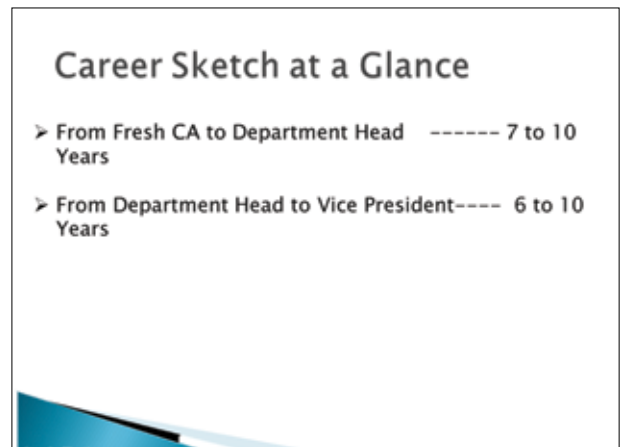 Career Sketch at a Glance
➢ From Fresh CA to Department Head ------ 7 to 10
Years
➢ From Department Head to Vice President---- 6 to 10
Years